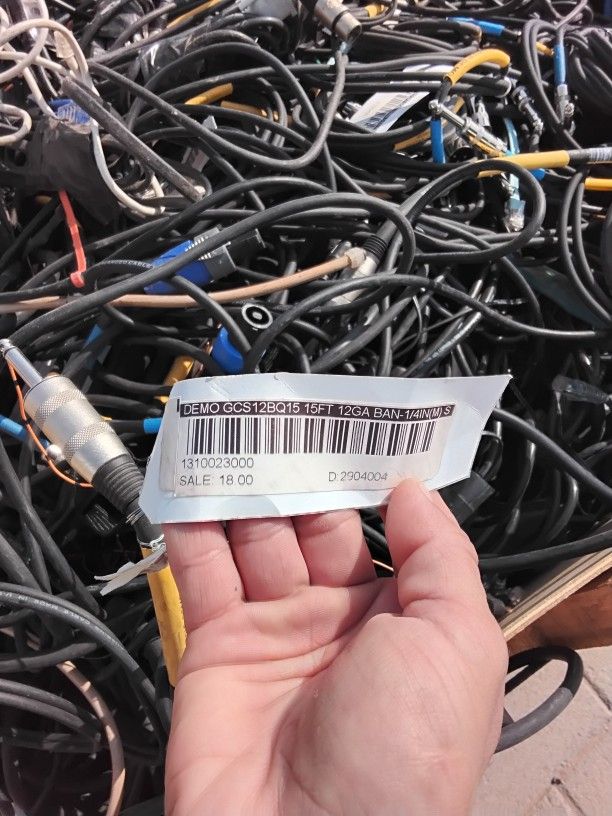 DEMO GCS12BQ15 15FT 12GA BAN-1/4IN(M) S
1310023000
SALE: 18.00 D:2904004